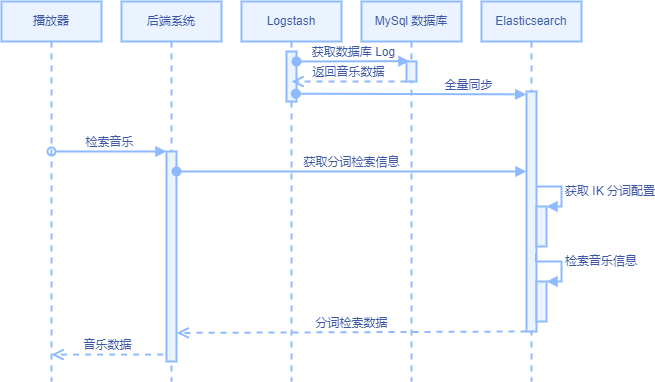 播放器
后端系统
Logstash
MySql 数据库
Elasticsearch
获取数据库 Log
返回音乐数据
全量同步
检索音乐
获取分词检索信息
获取 IK 分词配置
检索音乐信息
分词检索数据
音乐数据